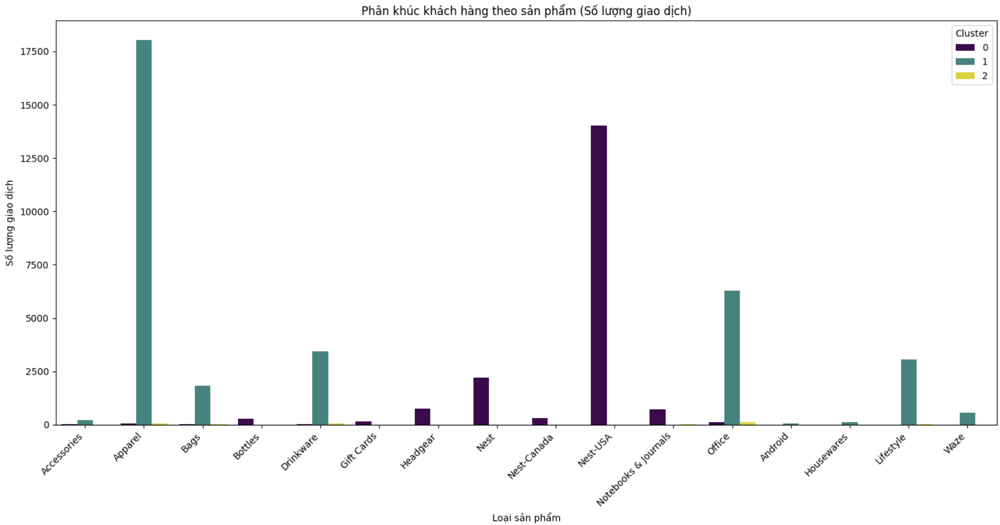 Phân khúc khách hàng theo sản phẩm (Số lượng giao dịch)
Cluster
0
1
2
17500
15000
12500
10000
7500
5000
2500
0
Số lượng giao dịch
Accessories
Apparel
Bags
Bottles
Drinkware
Gift Cards
Headgear
Nest
Nest-Canada
Nest-USA
Notebooks & Journals
Office
Android
Housewares
Lifestyle
Waze
Loại sản phẩm